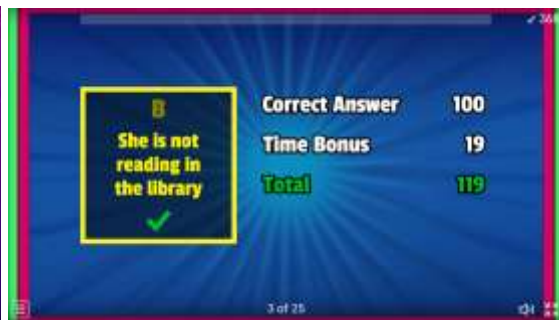 B
She is not
reading in
the library
Correct Answer 100
Time Bonus 19
Total 119
3 of 25